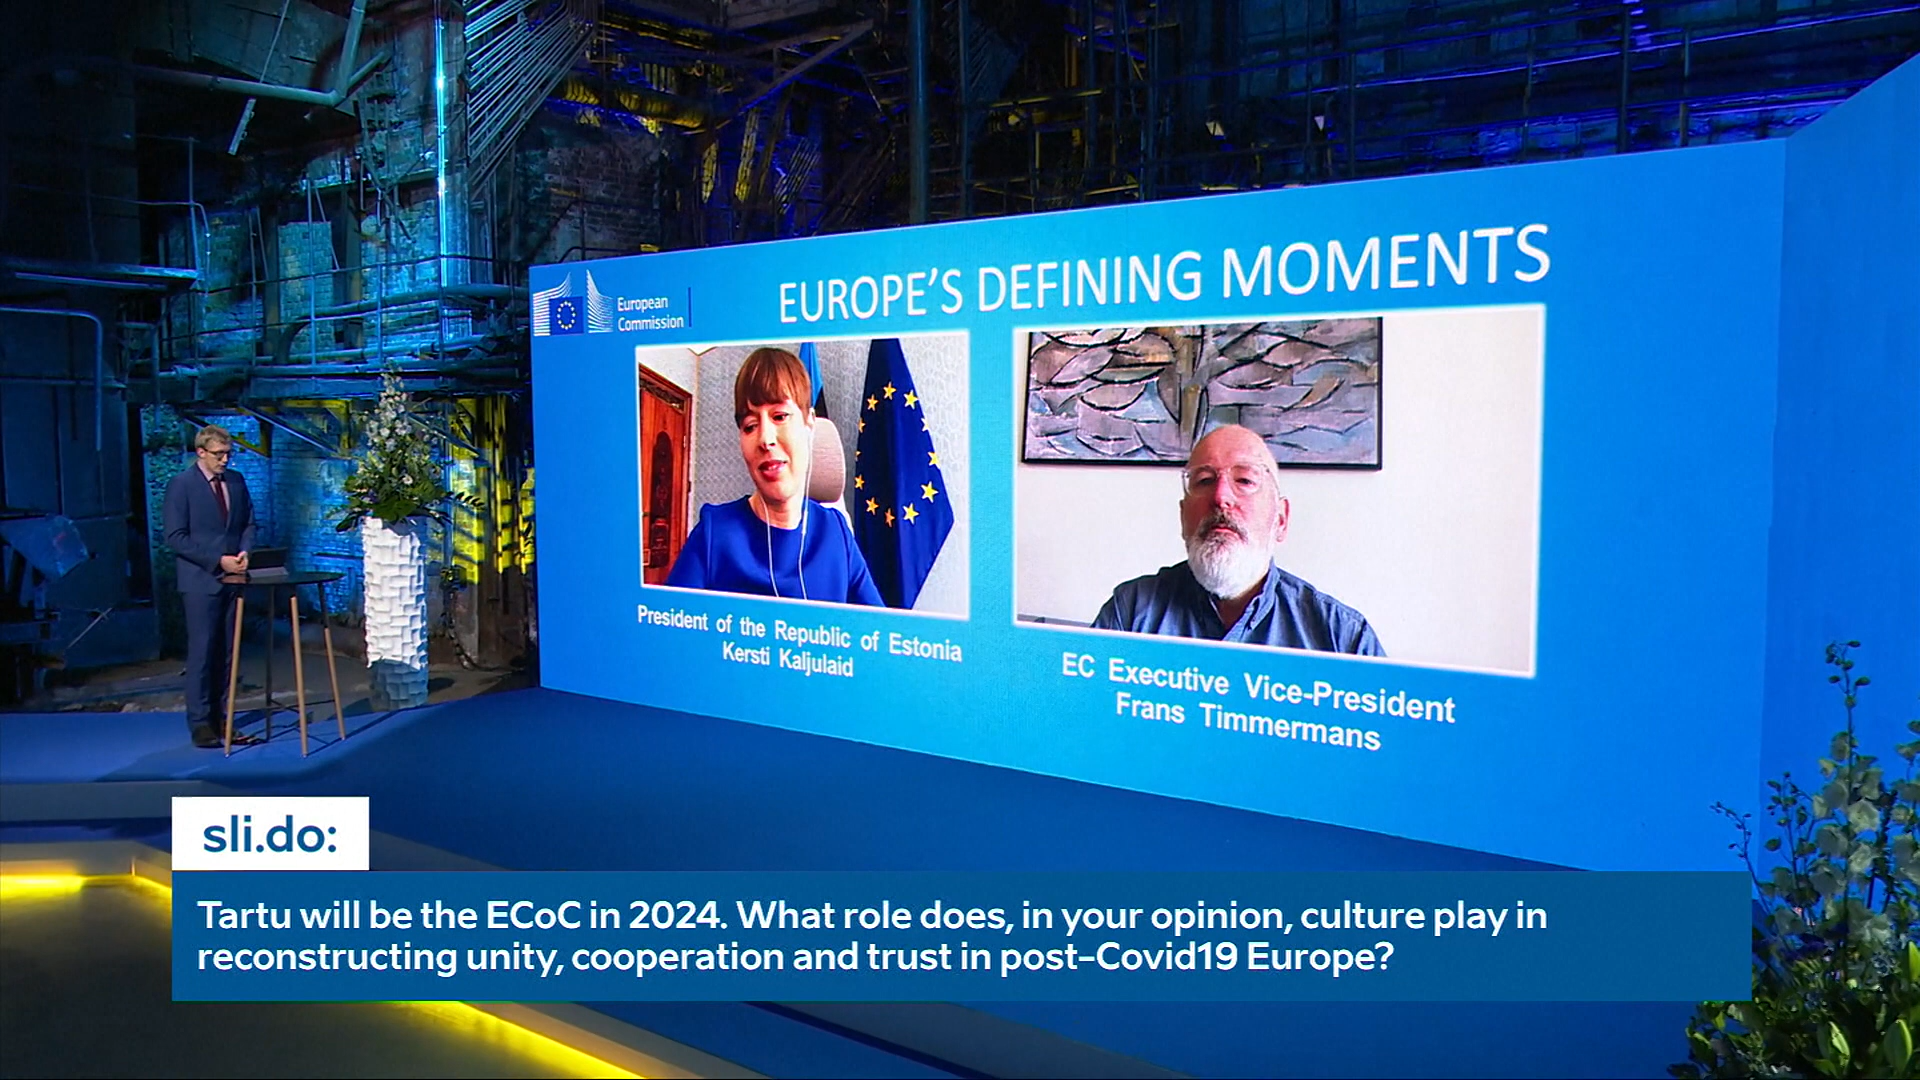 EUROPE'S DEFINING MOMENTS
European
Commission
President of the Republic of Estonia
Kersti Kaljulaid
EC Executive Vice-President
Frans Timmermans
sli.do:
Tartu will be the ECoC in 2024. What role does, in your opinion, culture play in
reconstructing unity, cooperation and trust in post-Covid19 Europe?